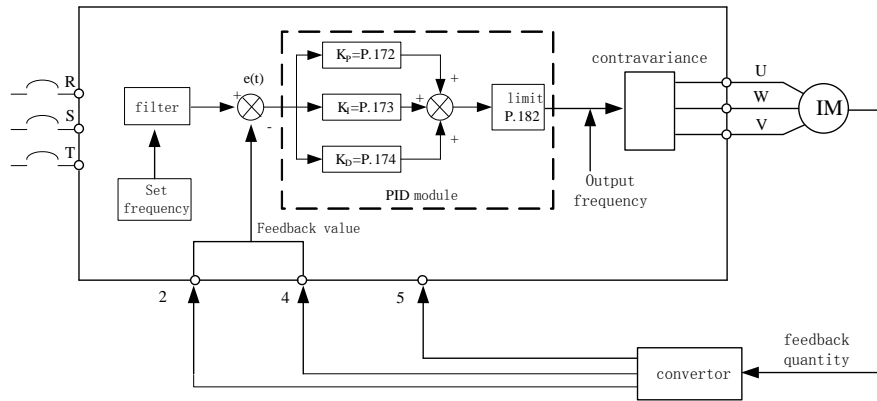 R
S
T
filter
Set
frequency
+
e(t)
-
K_P=P.172
K_I=P.173
K_D=P.174
+
+
+
PID module
limit
P.182
contravariance
Output
frequency
U
W
V
IM
Feedback value
2
4
5
convertor
feedback
quantity